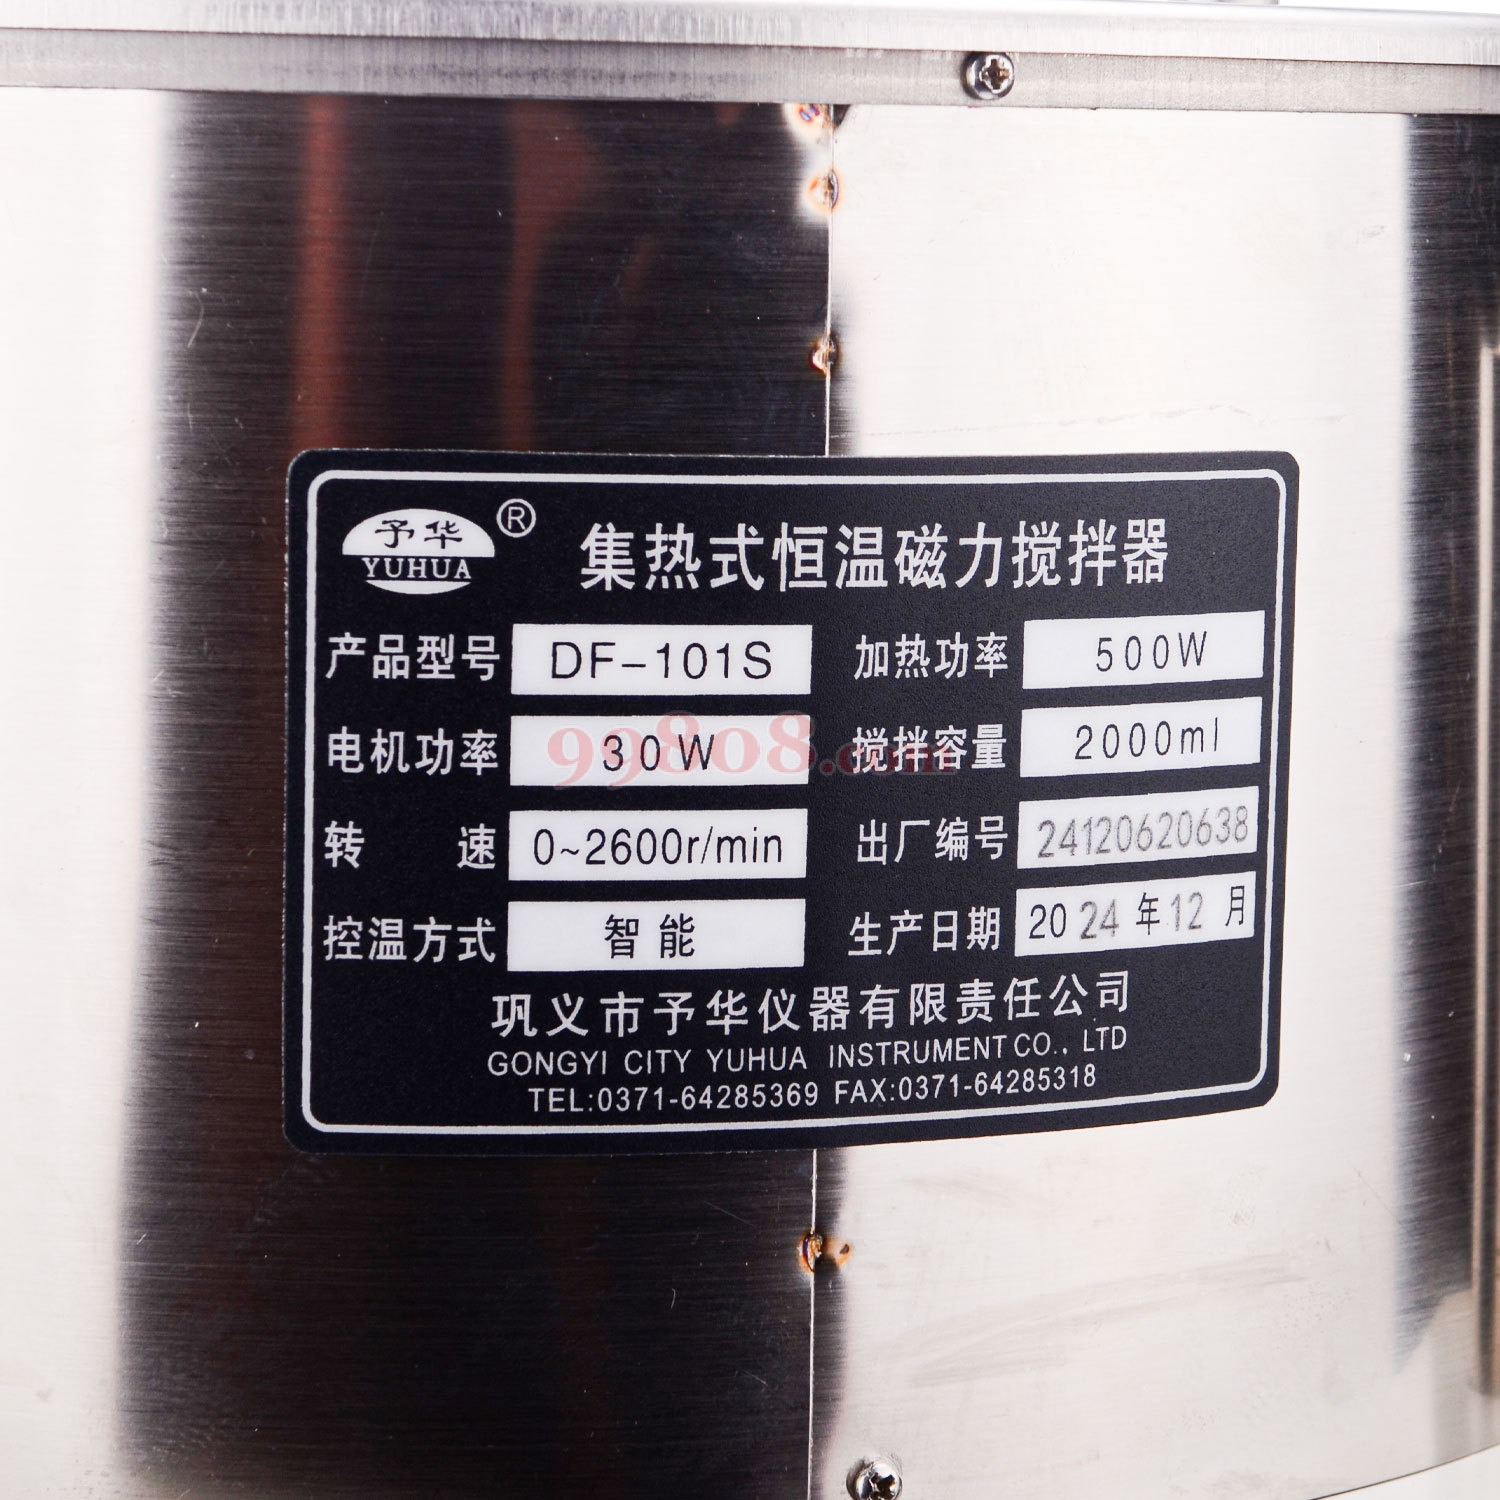 予华 ®
YUHUA
集热式恒温磁力搅拌器
产品型号 DF-101S 加热功率 500W
电机功率 30W 搅拌容量 2000ml
转 速 0~2600r/min 出厂编号 24120620638
控温方式 智能 生产日期 2024年12月
巩义市予华仪器有限责任公司
GONGYI CITY YUHUA INSTRUMENT CO., LTD
TEL:0371-64285369 FAX:0371-64285318
99808.com